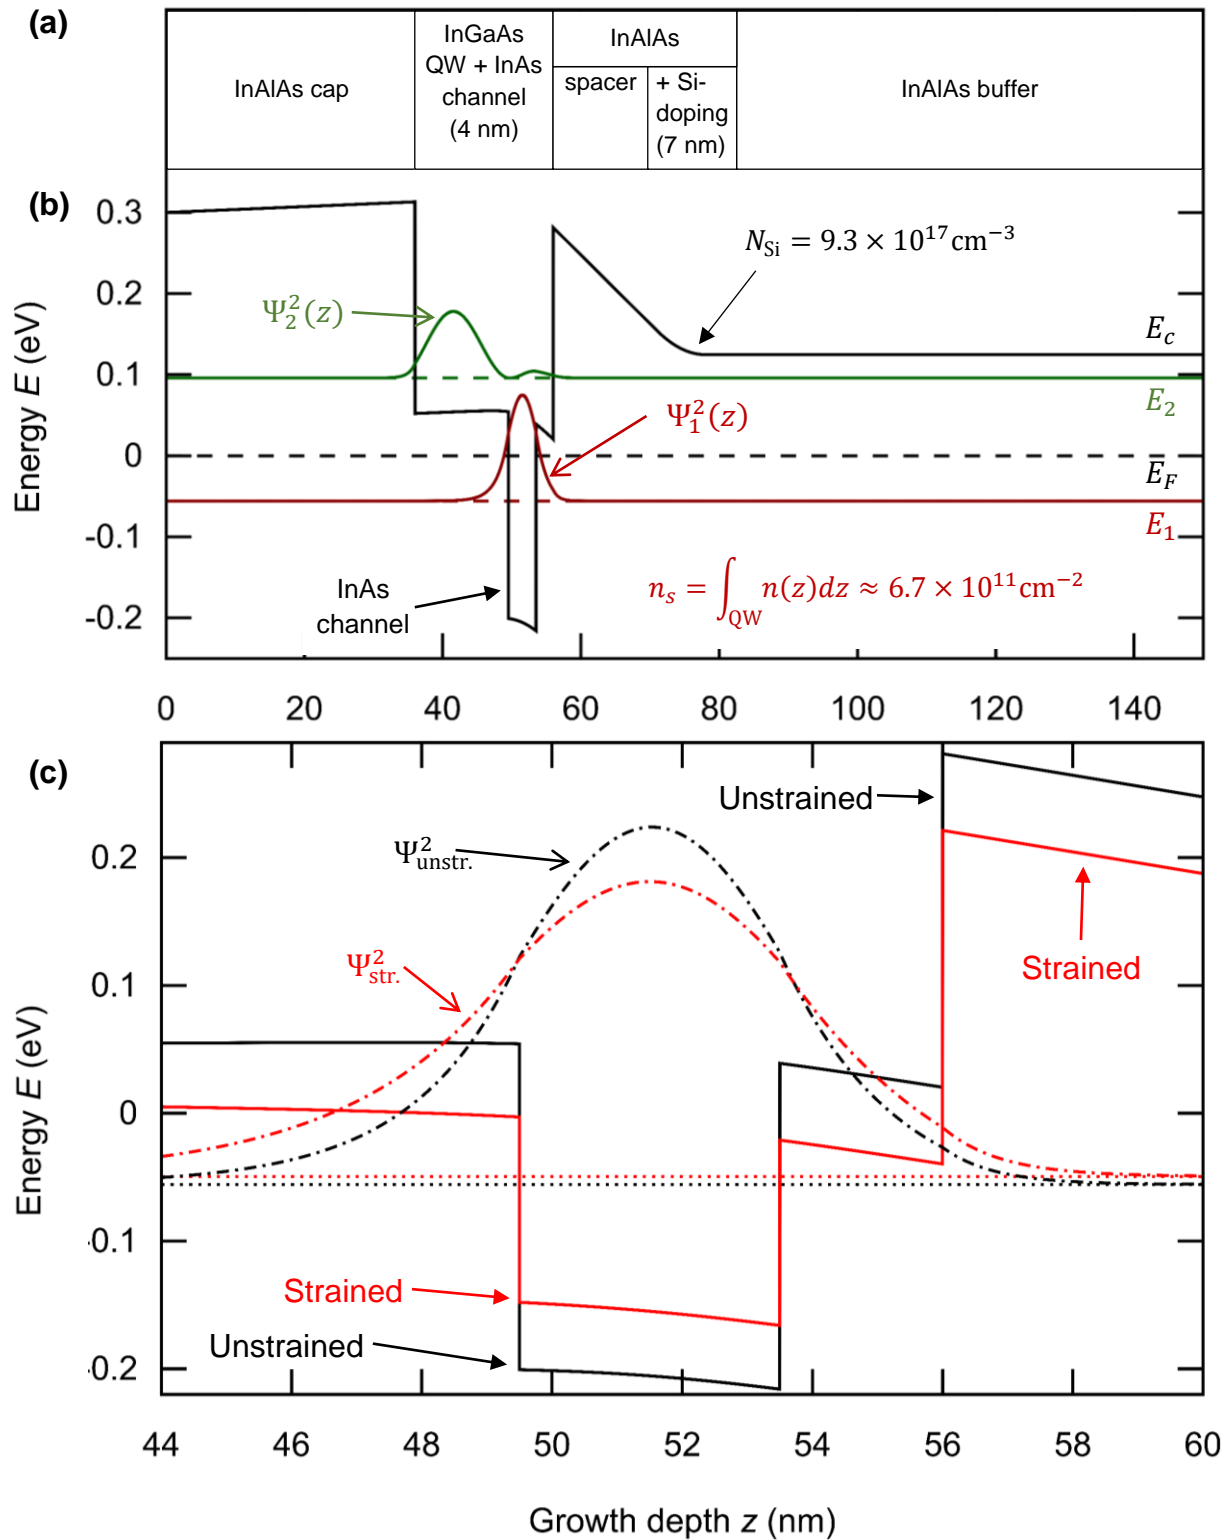 (a)
InAlAs cap
InGaAs
QW + InAs
channel
(4 nm)
InAlAs
spacer
+ Si-
doping
(7 nm)
InAlAs buffer
(b)
0.3
0.2
0.1
0
-0.1
-0.2
Energy E (eV)
Ψ₂²(z)
N_Si = 9.3 × 10¹⁷cm⁻³
E_c
E₂
Ψ₁²(z)
E_F
E₁
InAs
channel
n_s = ∫_QW n(z)dz ≈ 6.7 × 10¹¹cm⁻²
0 20 40 60 80 100 120 140
(c)
Unstrained
Ψ²_unstr.
Strained
Ψ²_str.
0.2
0.1
0
-0.1
-0.2
Energy E (eV)
Strained
Unstrained
44 46 48 50 52 54 56 58 60
Growth depth z (nm)